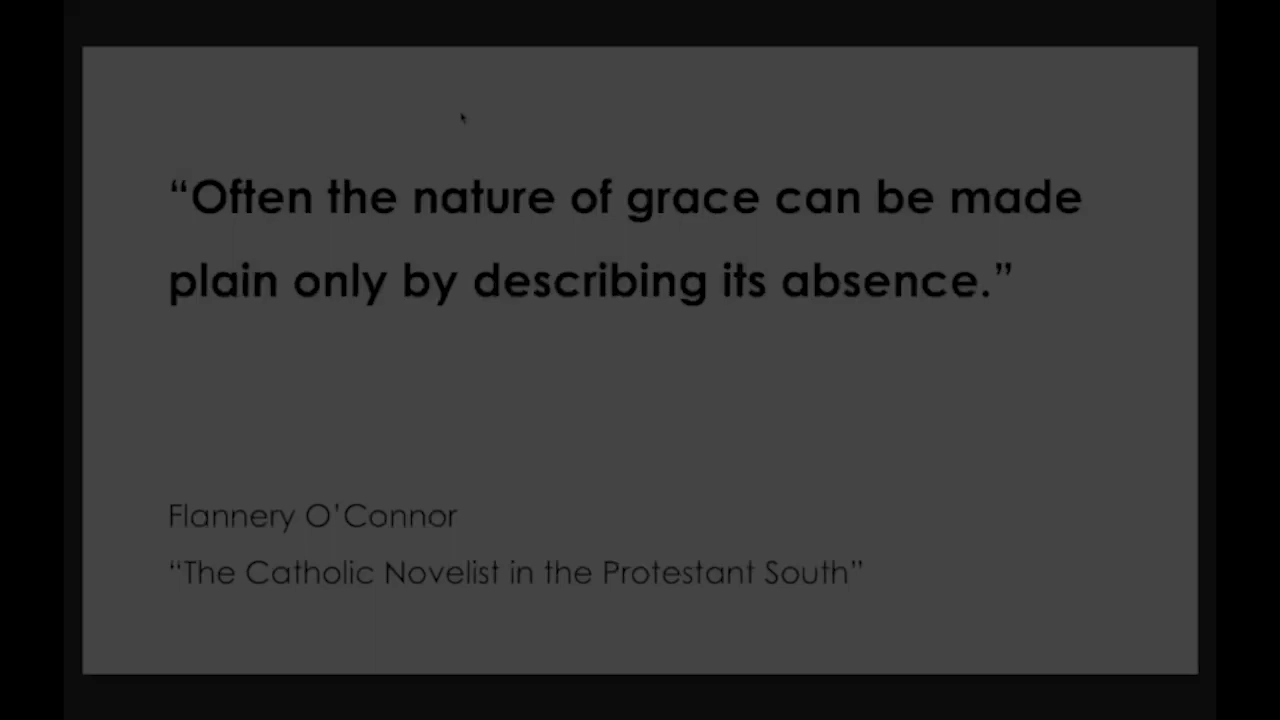 “Often the nature of grace can be made
plain only by describing its absence.”
Flannery O’Connor
“The Catholic Novelist in the Protestant South”